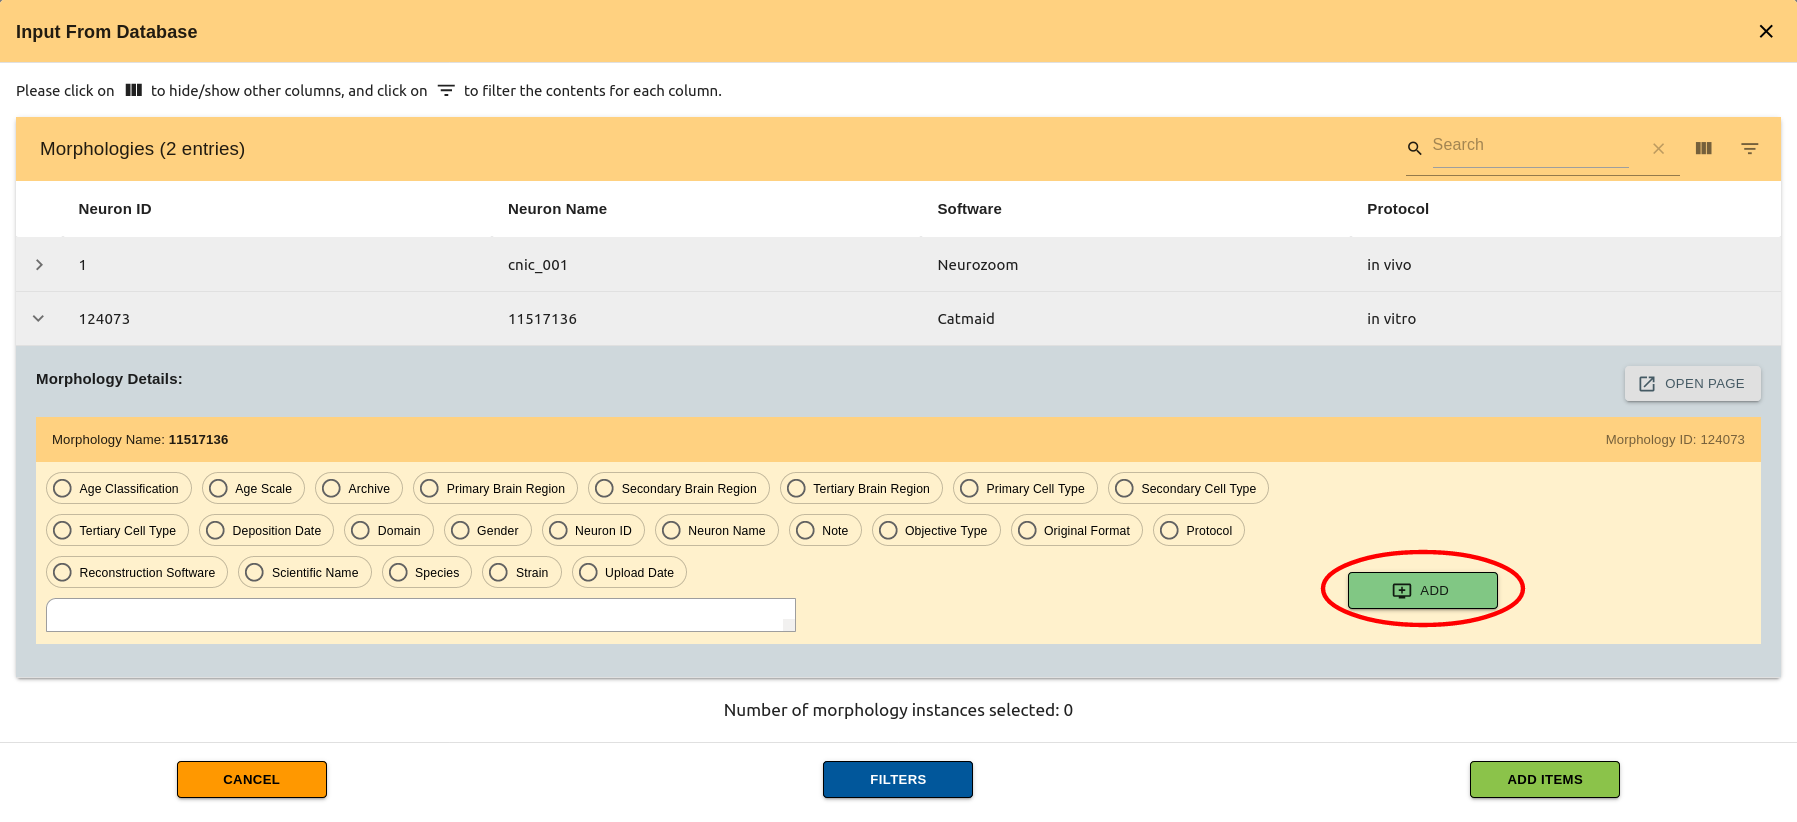 Input From Database
Please click on to hide/show other columns, and click on to filter the contents for each column.
Morphologies (2 entries)
Search
Neuron ID Neuron Name Software Protocol
1 cnic_001 Neurozoom in vivo
124073 11517136 Catmaid in vitro
Morphology Details:
OPEN PAGE
Morphology Name: 11517136 Morphology ID: 124073
Age Classification Age Scale Archive Primary Brain Region Secondary Brain Region Tertiary Brain Region Primary Cell Type Secondary Cell Type
Tertiary Cell Type Deposition Date Domain Gender Neuron ID Neuron Name Note Objective Type Original Format Protocol
Reconstruction Software Scientific Name Species Strain Upload Date
ADD
Number of morphology instances selected: 0
CANCEL FILTERS ADD ITEMS